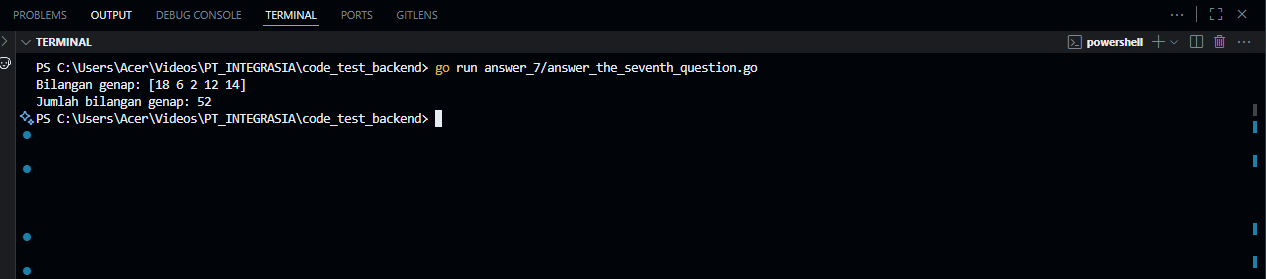 PROBLEMS OUTPUT DEBUG CONSOLE TERMINAL PORTS GITLENS
TERMINAL powershell
PS C:\Users\Acer\Videos\PT_INTEGRASIA\code_test_backend> go run answer_7/answer_the_seventh_question.go
Bilangan genap: [18 6 2 12 14]
Jumlah bilangan genap: 52
PS C:\Users\Acer\Videos\PT_INTEGRASIA\code_test_backend>